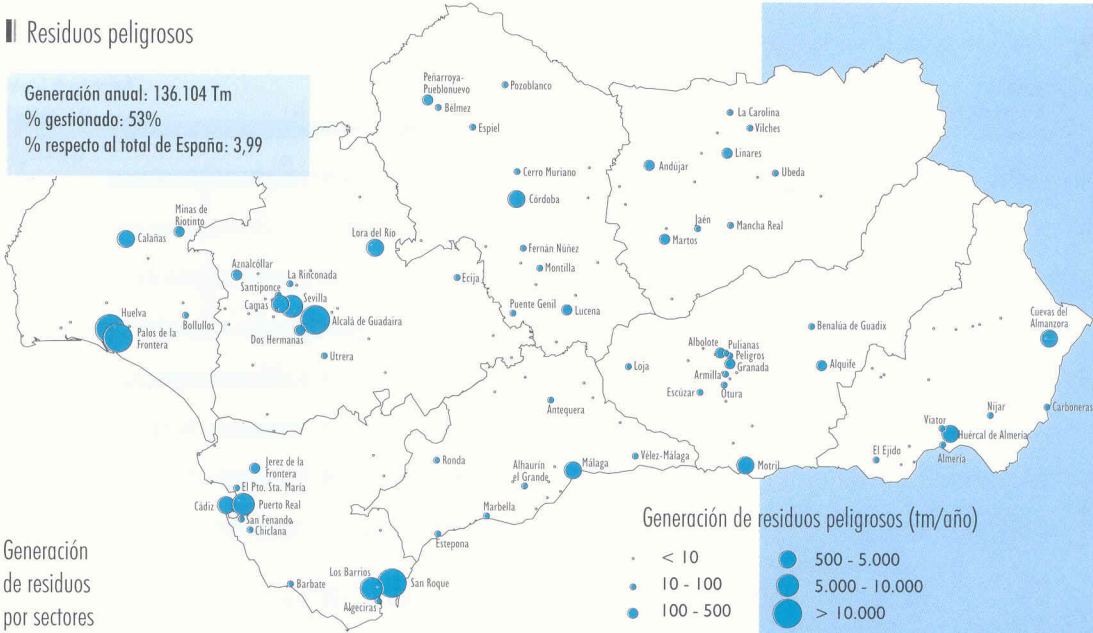 Residuos peligrosos
Generación anual: 136.104 Tm
% gestionado: 53%
% respecto al total de España: 3,99
Peñarroya-
Pueblonuevo
Pozoblanco
Bélmez
Espiel
La Carolina
Vilches
Linares
Andújar
Ubeda
Cerro Muriano
Córdoba
Minas de
Riotinto
Calañas
Lora del Río
Jaén
Mancha Real
Martos
Fernán Núñez
Montilla
Aznalcóllar
La Rinconada
Santiponce
Ecija
Camas
Sevilla
Puente Genil
Lucena
Huelva
Bollullos
Alcalá de Guadaira
Palos de la
Frontera
Dos Hermanas
Utrera
Benalúa de Guadix
Cuevas del
Almanzora
Albolote
Pulianas
Peligros
Granada
Loja
Armilla
Alquife
Escúzar
Otura
Antequera
Carboneras
Níjar
Viator
Huércal de Almería
Almería
El Ejido
Jerez de la
Frontera
Ronda
Vélez-Málaga
Málaga
Motril
Alhaurín
el Grande
El Pto. Sta. María
Cádiz
Puerto Real
San Fenando
Chiclana
Marbella
Estepona
Barbate
Los Barrios
San Roque
Algeciras
Generación
de residuos
por sectores
Generación de residuos peligrosos (tm/año)
< 10
10 - 100
100 - 500
500 - 5.000
5.000 - 10.000
> 10.000